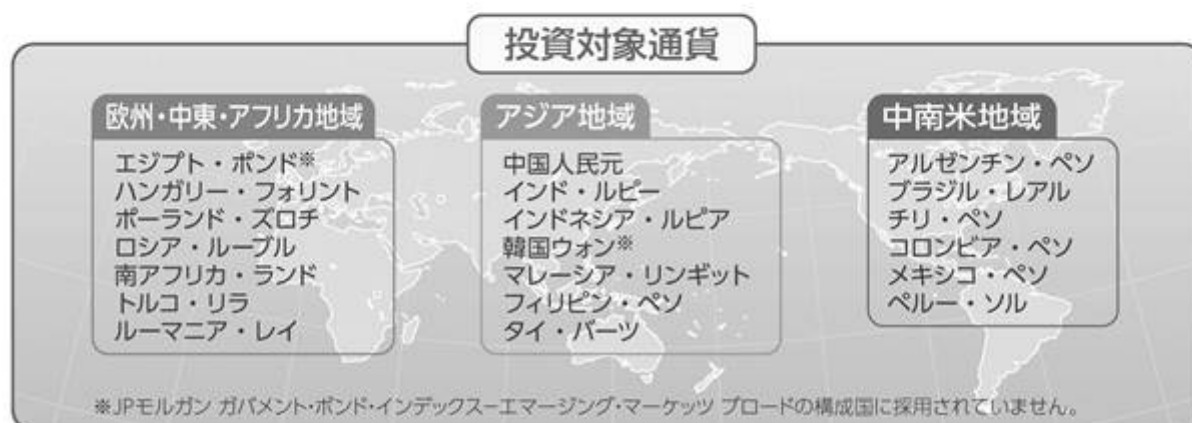 投資対象通貨
欧州・中東・アフリカ地域
エジプト・ポンド※
ハンガリー・フォリント
ポーランド・ズロチ
ロシア・ルーブル
南アフリカ・ランド
トルコ・リラ
ルーマニア・レイ
アジア地域
中国人民元
インド・ルピー
インドネシア・ルピア
韓国ウォン※
マレーシア・リンギット
フィリピン・ペソ
タイ・バーツ
中南米地域
アルゼンチン・ペソ
ブラジル・レアル
チリ・ペソ
コロンビア・ペソ
メキシコ・ペソ
ペルー・ソル
※JPモルガン ガバメント・ボンド・インデックス－エマージング・マーケッツ ブロードの構成国に採用されていません。